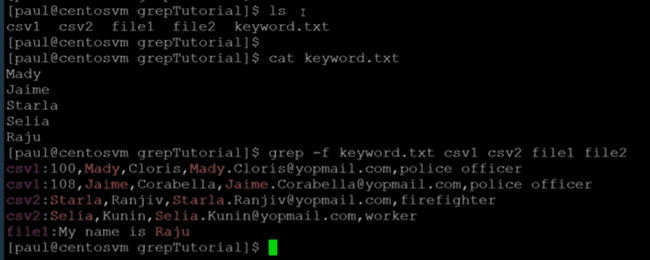 [paul@centosvm grepTutorial]$ ls
csv1  csv2  file1  file2  keyword.txt
[paul@centosvm grepTutorial]$
[paul@centosvm grepTutorial]$ cat keyword.txt
Mady
Jaime
Starla
Selia
Raju
[paul@centosvm grepTutorial]$ grep -f keyword.txt csv1 csv2 file1 file2
csv1:100,Mady,Cloris,Mady.Cloris@yopmail.com,police officer
csv1:108,Jaime,Corabella,Jaime.Corabella@yopmail.com,police officer
csv2:Starla,Ranjiv,Starla.Ranjiv@yopmail.com,firefighter
csv2:Selia,Kunin,Selia.Kunin@yopmail.com,worker
file1:My name is Raju
[paul@centosvm grepTutorial]$